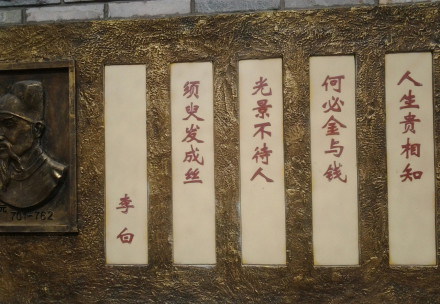 人生贵相知
何必金与钱
光景不待人
须叟发成丝
李白
701-762